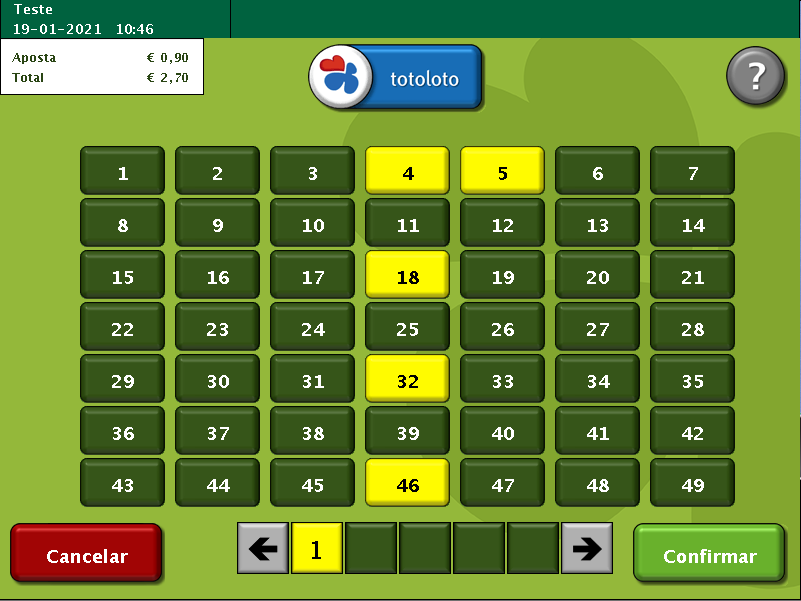 Teste
19-01-2021 10:46
Aposta € 0,90
Total € 2,70
totoloto
?
1 2 3 4 5 6 7
8 9 10 11 12 13 14
15 16 17 18 19 20 21
22 23 24 25 26 27 28
29 30 31 32 33 34 35
36 37 38 39 40 41 42
43 44 45 46 47 48 49
Cancelar 1 Confirmar